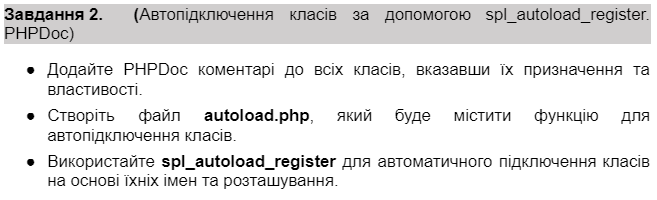 Завдання 2. (Автопідключення класів за допомогою spl_autoload_register.
PHPDoc)
● Додайте PHPDoc коментарі до всіх класів, вказавши їх призначення та
властивості.
● Створіть файл autoload.php, який буде містити функцію для
автопідключення класів.
● Використайте spl_autoload_register для автоматичного підключення класів
на основі їхніх імен та розташування.